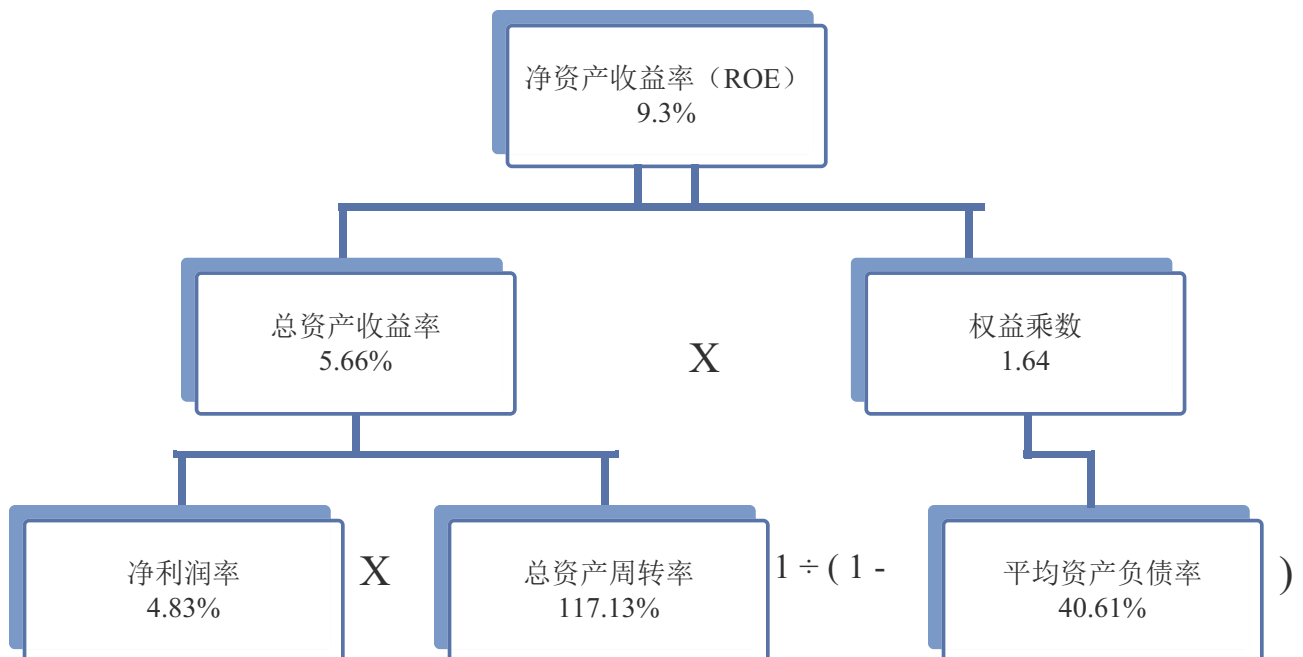 净资产收益率（ROE）
9.3%
总资产收益率
5.66%
X
权益乘数
1.64
净利润率
4.83%
X
总资产周转率
117.13%
1 ÷ ( 1 -
平均资产负债率
40.61%
)